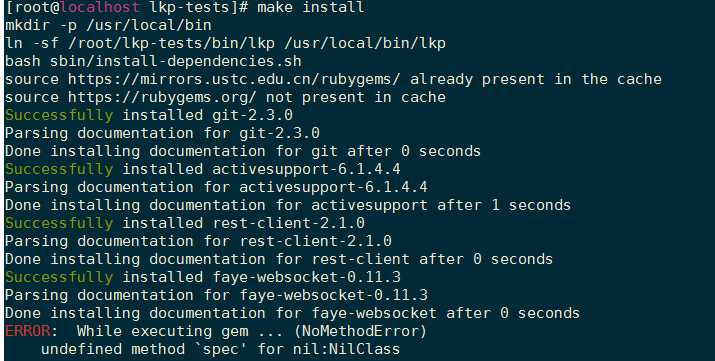 [root@localhost lkp-tests]# make install
mkdir -p /usr/local/bin
ln -sf /root/lkp-tests/bin/lkp /usr/local/bin/lkp
bash sbin/install-dependencies.sh
source https://mirrors.ustc.edu.cn/rubygems/ already present in the cache
source https://rubygems.org/ not present in cache
Successfully installed git-2.3.0
Parsing documentation for git-2.3.0
Done installing documentation for git after 0 seconds
Successfully installed activesupport-6.1.4.4
Parsing documentation for activesupport-6.1.4.4
Done installing documentation for activesupport after 1 seconds
Successfully installed rest-client-2.1.0
Parsing documentation for rest-client-2.1.0
Done installing documentation for rest-client after 0 seconds
Successfully installed faye-websocket-0.11.3
Parsing documentation for faye-websocket-0.11.3
Done installing documentation for faye-websocket after 0 seconds
ERROR:  While executing gem ... (NoMethodError)
    undefined method `spec' for nil:NilClass